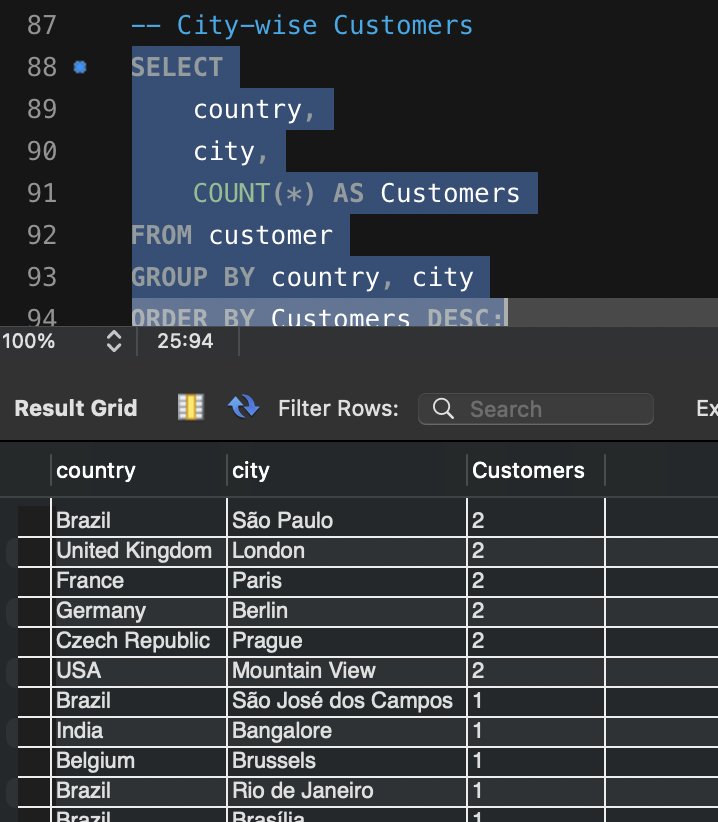 87 -- City-wise Customers
88 SELECT
89 country,
90 city,
91 COUNT(*) AS Customers
92 FROM customer
93 GROUP BY country, city
94 ORDER BY Customers DESC;
100% 25:94
Result Grid Filter Rows: Search Ex
country city Customers
Brazil São Paulo 2
United Kingdom London 2
France Paris 2
Germany Berlin 2
Czech Republic Prague 2
USA Mountain View 2
Brazil São José dos Campos 1
India Bangalore 1
Belgium Brussels 1
Brazil Rio de Janeiro 1
Brazil Brasília 1